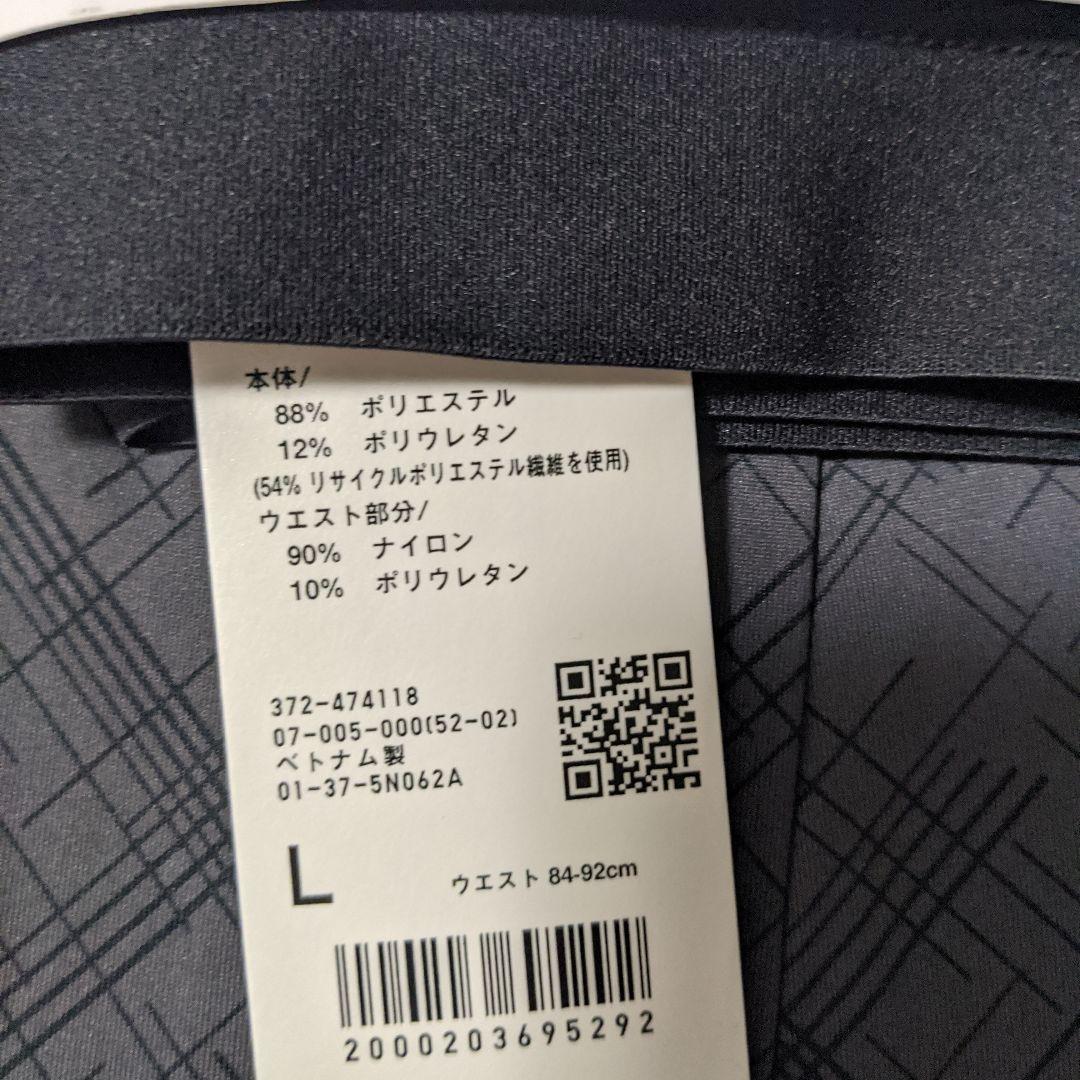 本体/
88% ポリエステル
12% ポリウレタン
(54% リサイクルポリエステル繊維を使用)
ウエスト部分/
90% ナイロン
10% ポリウレタン
372-474118
07-005-000(52-02)
ベトナム製
01-37-5N062A
L
ウエスト 84-92cm
2000203695292